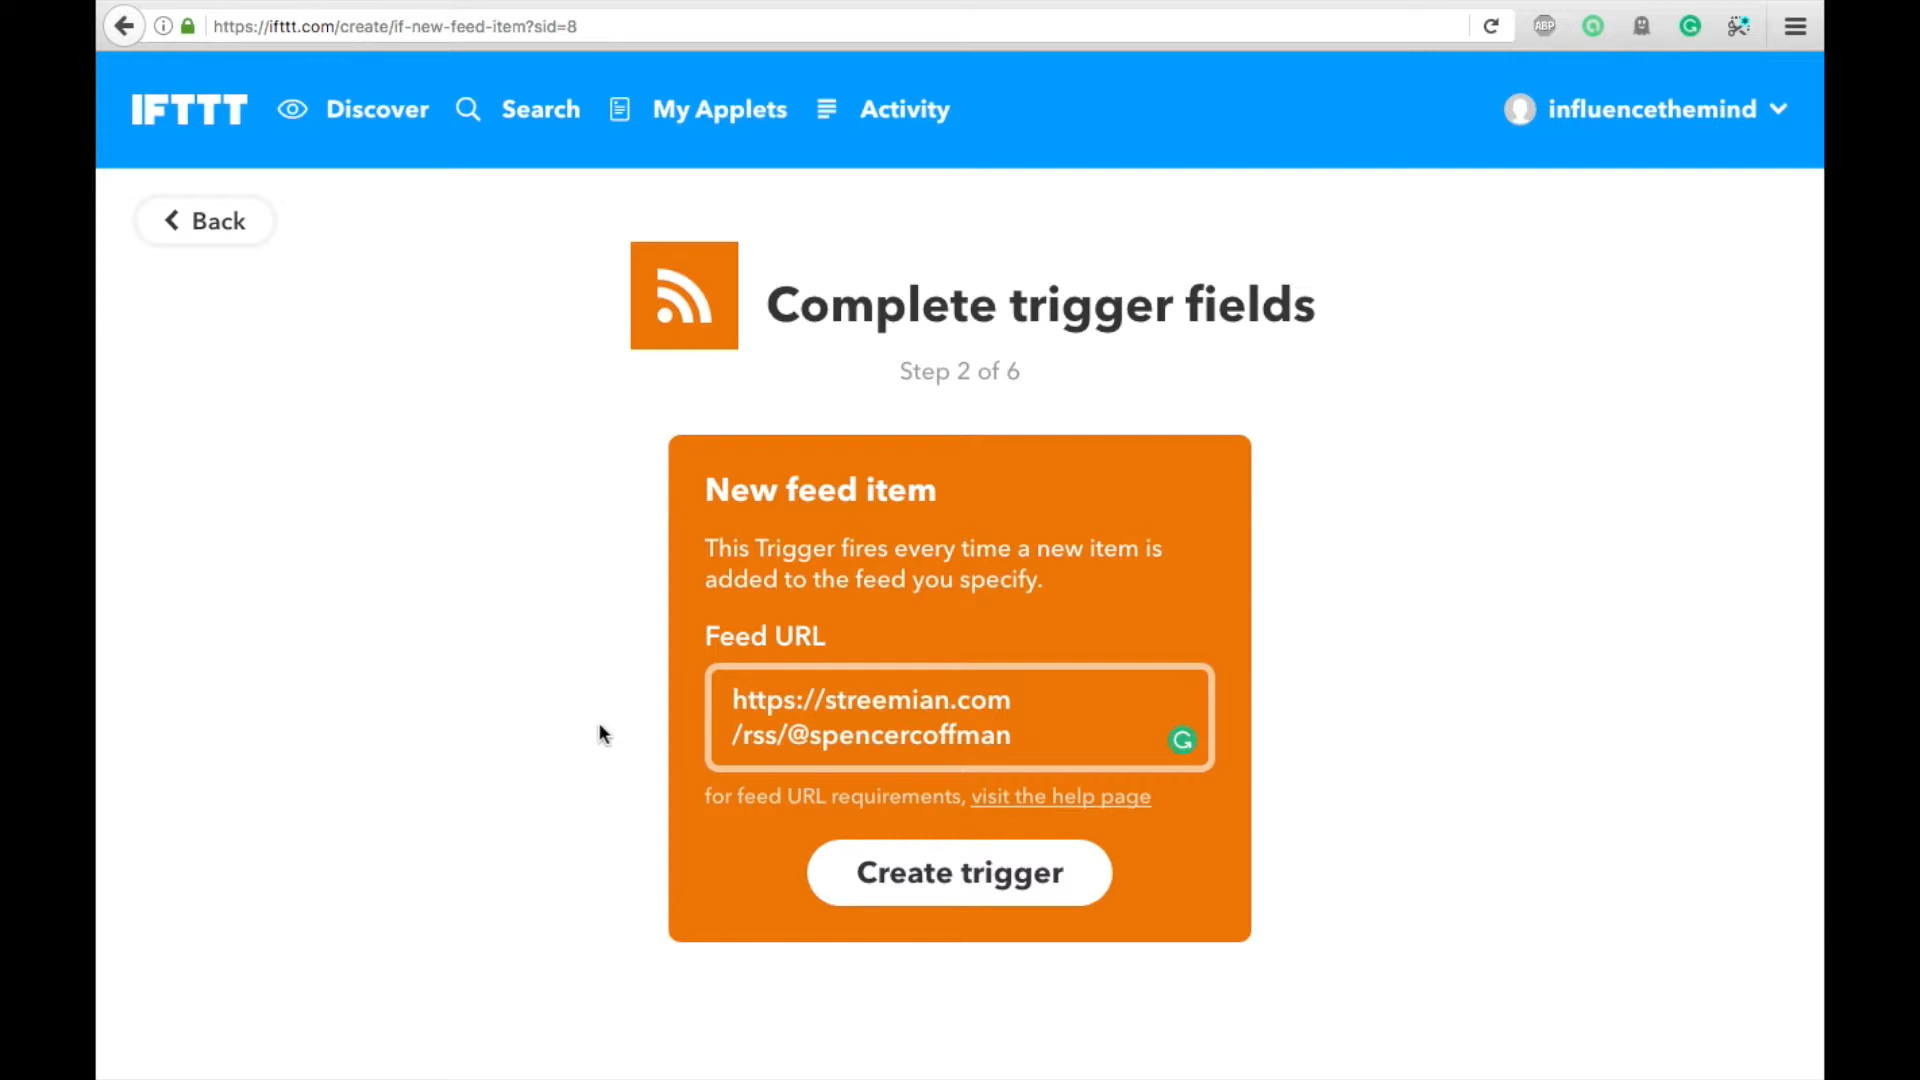 https://ifttt.com/create/if-new-feed-item?sid=8
ABP
IFTTT Discover Search My Applets Activity influencethemind
Back
Complete trigger fields
Step 2 of 6
New feed item
This Trigger fires every time a new item is
added to the feed you specify.
Feed URL
https://streemian.com
/rss/@spencercoffman
for feed URL requirements, visit the help page
Create trigger